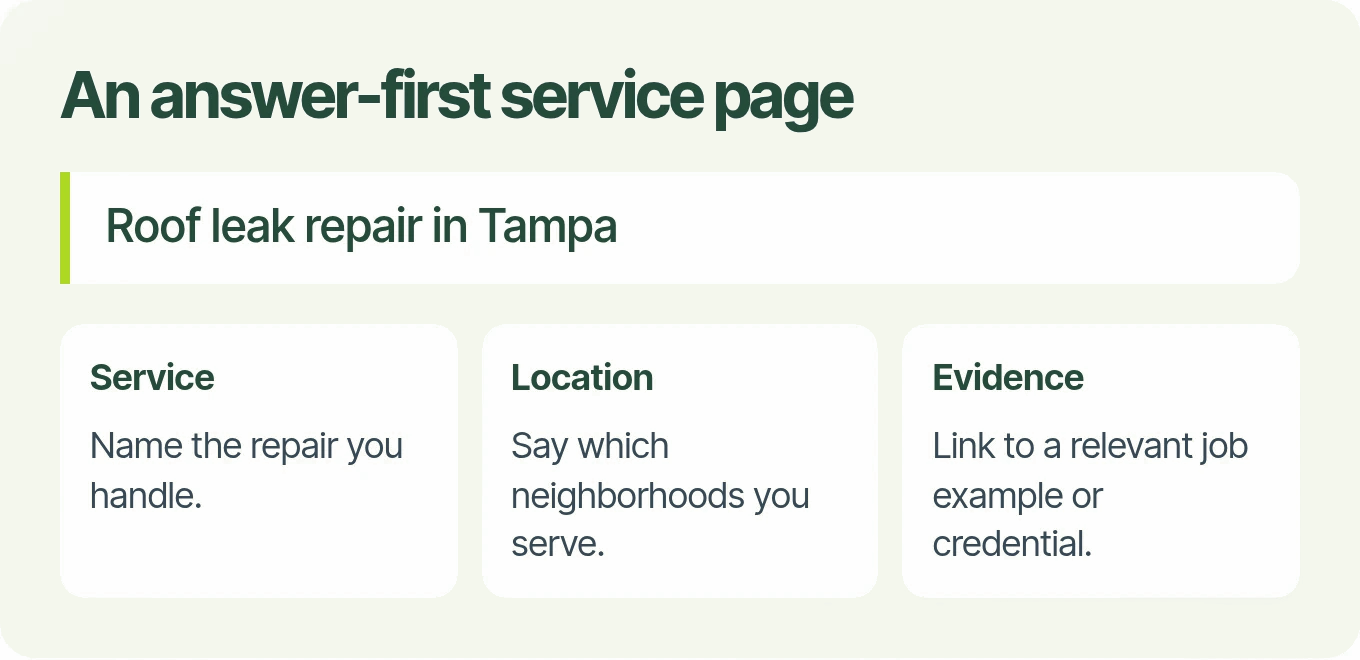 An answer-first service page
Roof leak repair in Tampa
Service
Name the repair you
handle.
Location
Say which
neighborhoods you
serve.
Evidence
Link to a relevant job
example or
credential.